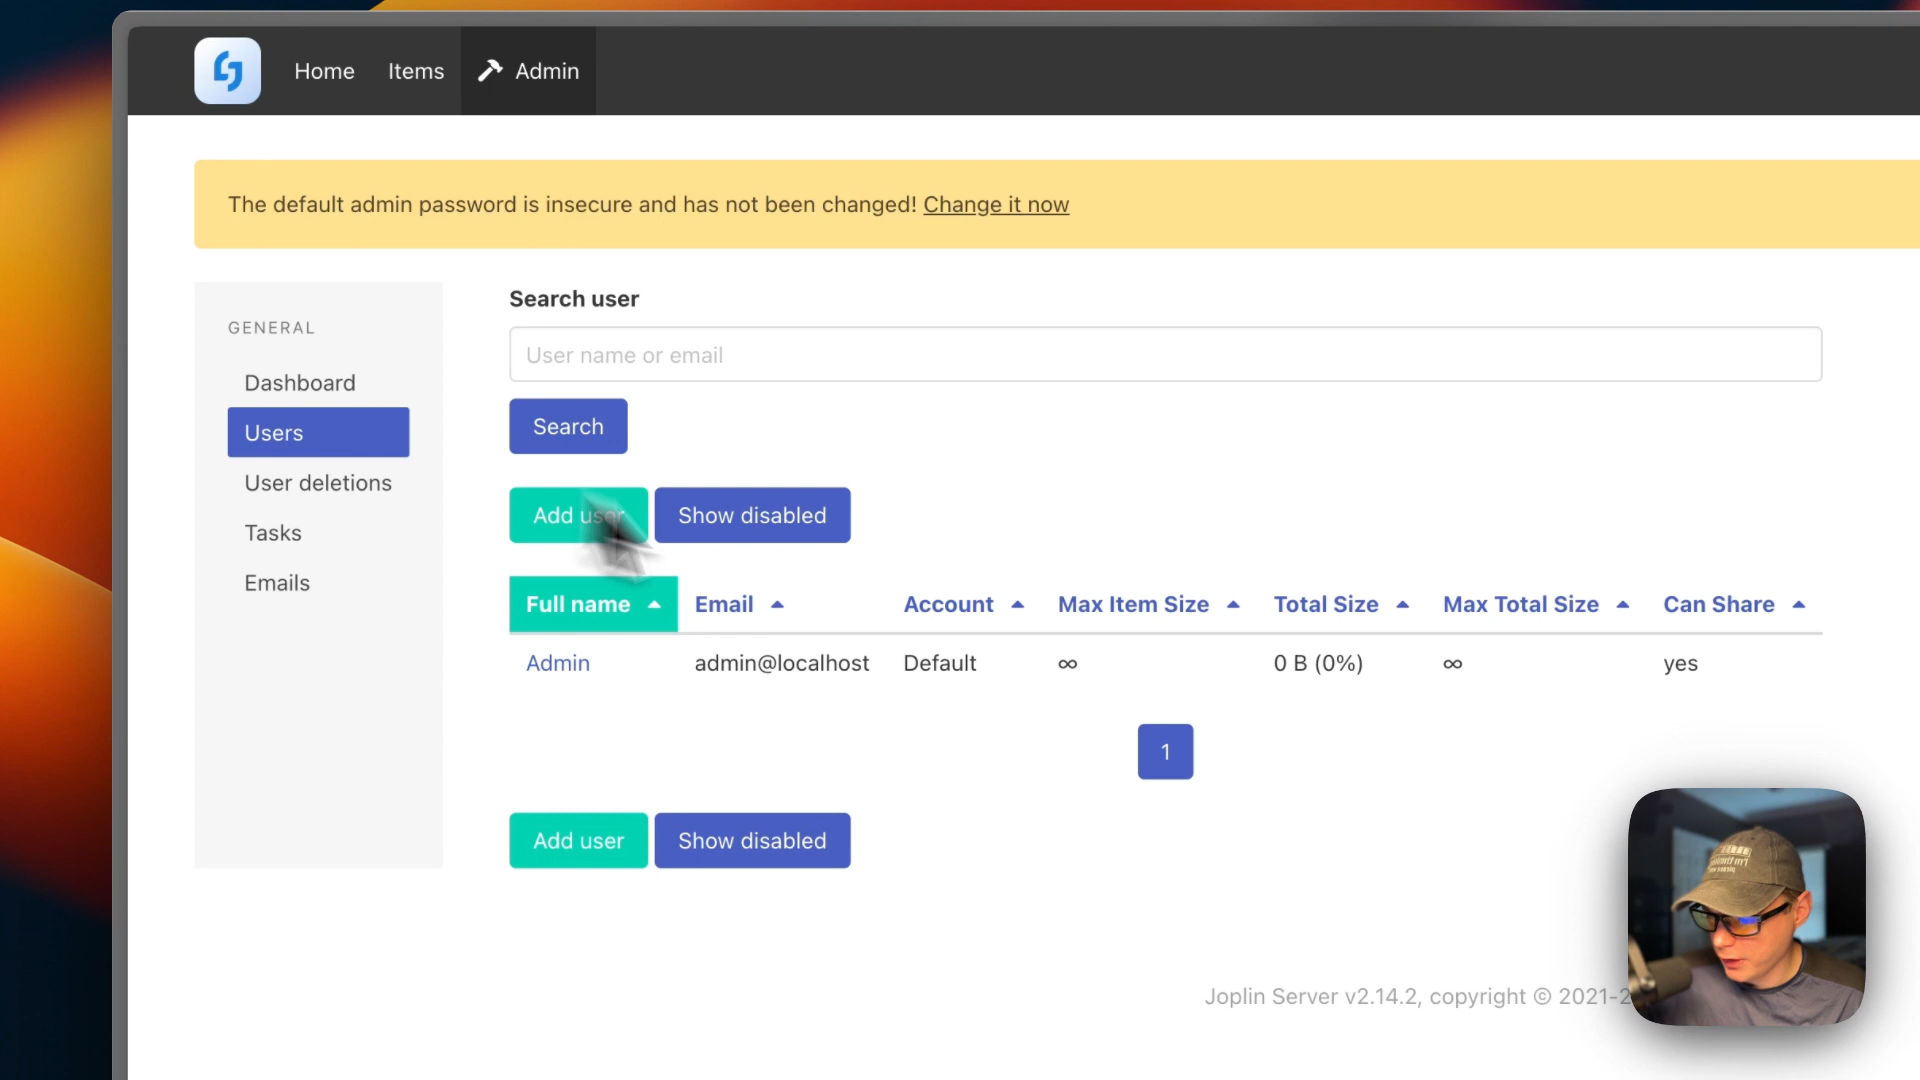 Home Items Admin
The default admin password is insecure and has not been changed! Change it now
GENERAL
Dashboard
Users
User deletions
Tasks
Emails
Search user
User name or email
Search
Add user Show disabled
Full name Email Account Max Item Size Total Size Max Total Size Can Share
Admin admin@localhost Default ∞ 0 B (0%) ∞ yes
1
Add user Show disabled
Joplin Server v2.14.2, copyright © 2021-2